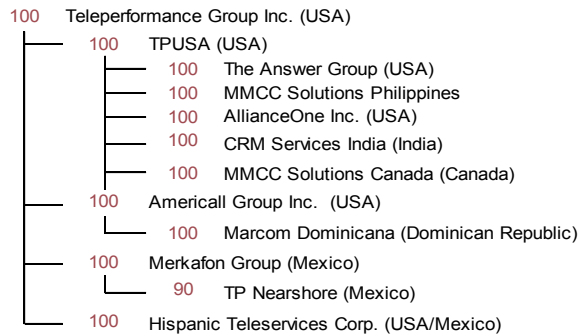 100 Teleperformance Group Inc. (USA)
100 TPUSA (USA)
100 The Answer Group (USA)
100 MMCC Solutions Philippines
100 AllianceOne Inc. (USA)
100 CRM Services India (India)
100 MMCC Solutions Canada (Canada)
100 Americall Group Inc. (USA)
100 Marcom Dominicana (Dominican Republic)
100 Merkafon Group (Mexico)
90 TP Nearshore (Mexico)
100 Hispanic Teleservices Corp. (USA/Mexico)